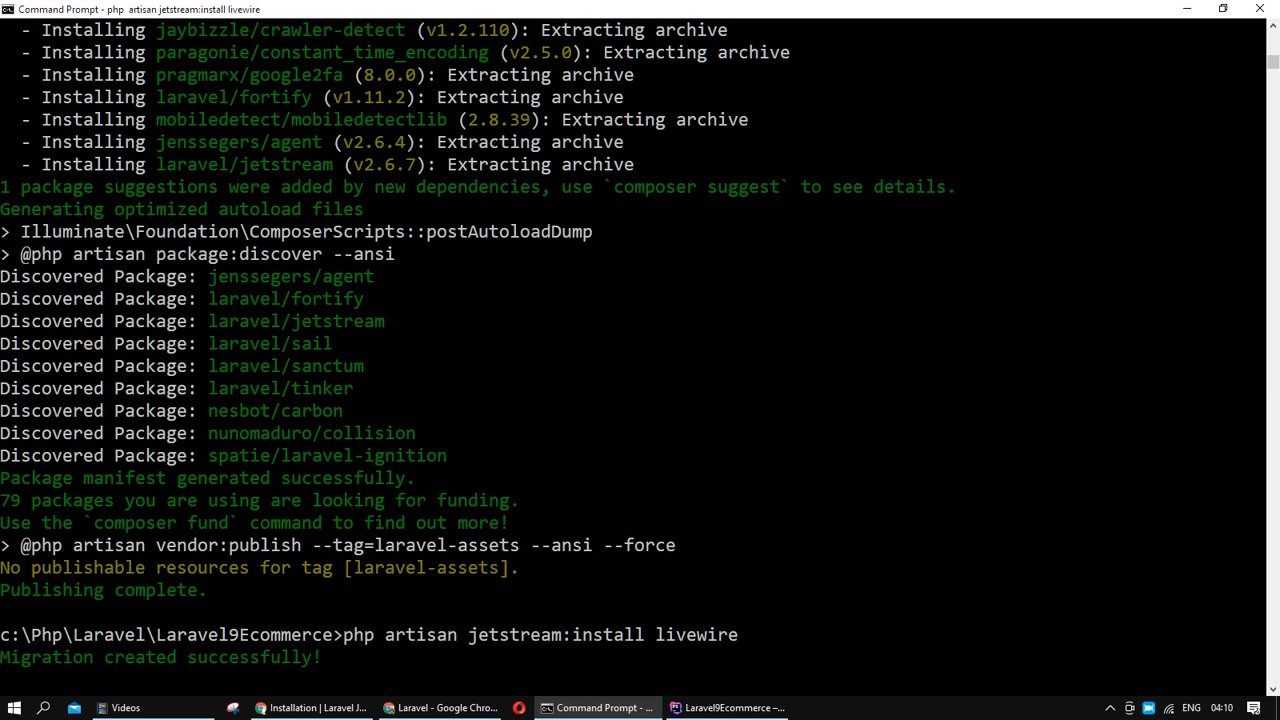 Command Prompt - php  artisan jetstream:install livewire
- Installing jaybizzle/crawler-detect (v1.2.110): Extracting archive
- Installing paragonie/constant_time_encoding (v2.5.0): Extracting archive
- Installing pragmarx/google2fa (8.0.0): Extracting archive
- Installing laravel/fortify (v1.11.2): Extracting archive
- Installing mobiledetect/mobiledetectlib (2.8.39): Extracting archive
- Installing jenssegers/agent (v2.6.4): Extracting archive
- Installing laravel/jetstream (v2.6.7): Extracting archive
1 package suggestions were added by new dependencies, use `composer suggest` to see details.
Generating optimized autoload files
> Illuminate\Foundation\ComposerScripts::postAutoloadDump
> @php artisan package:discover --ansi
Discovered Package: jenssegers/agent
Discovered Package: laravel/fortify
Discovered Package: laravel/jetstream
Discovered Package: laravel/sail
Discovered Package: laravel/sanctum
Discovered Package: laravel/tinker
Discovered Package: nesbot/carbon
Discovered Package: nunomaduro/collision
Discovered Package: spatie/laravel-ignition
Package manifest generated successfully.
79 packages you are using are looking for funding.
Use the `composer fund` command to find out more!
> @php artisan vendor:publish --tag=laravel-assets --ansi --force
No publishable resources for tag [laravel-assets].
Publishing complete.
c:\Php\Laravel\Laravel9Ecommerce>php artisan jetstream:install livewire
Migration created successfully!
Videos
Installation | Laravel J...
Laravel - Google Chro...
Command Prompt - ...
Laravel9Ecommerce –...
ENG
04:10